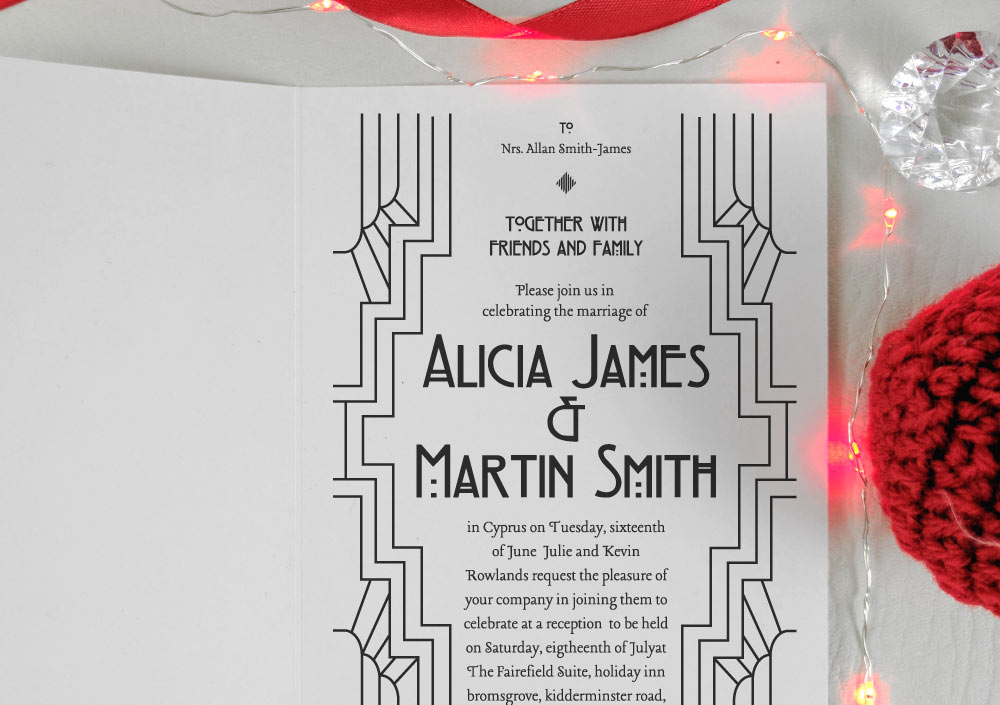 To
Nrs. Allan Smith-James
TOGETHER WITH
FRIENDS AND FAMILY
Please join us in
celebrating the marriage of
ALICIA JAMES
&
MARTIN SMITH
in Cyprus on Tuesday, sixteenth
of June Julie and Kevin
Rowlands request the pleasure of
your company in joining them to
celebrate at a reception to be held
on Saturday, eigtheenth of Julyat
The Fairefield Suite, holiday inn
bromsgrove, kidderminster road,